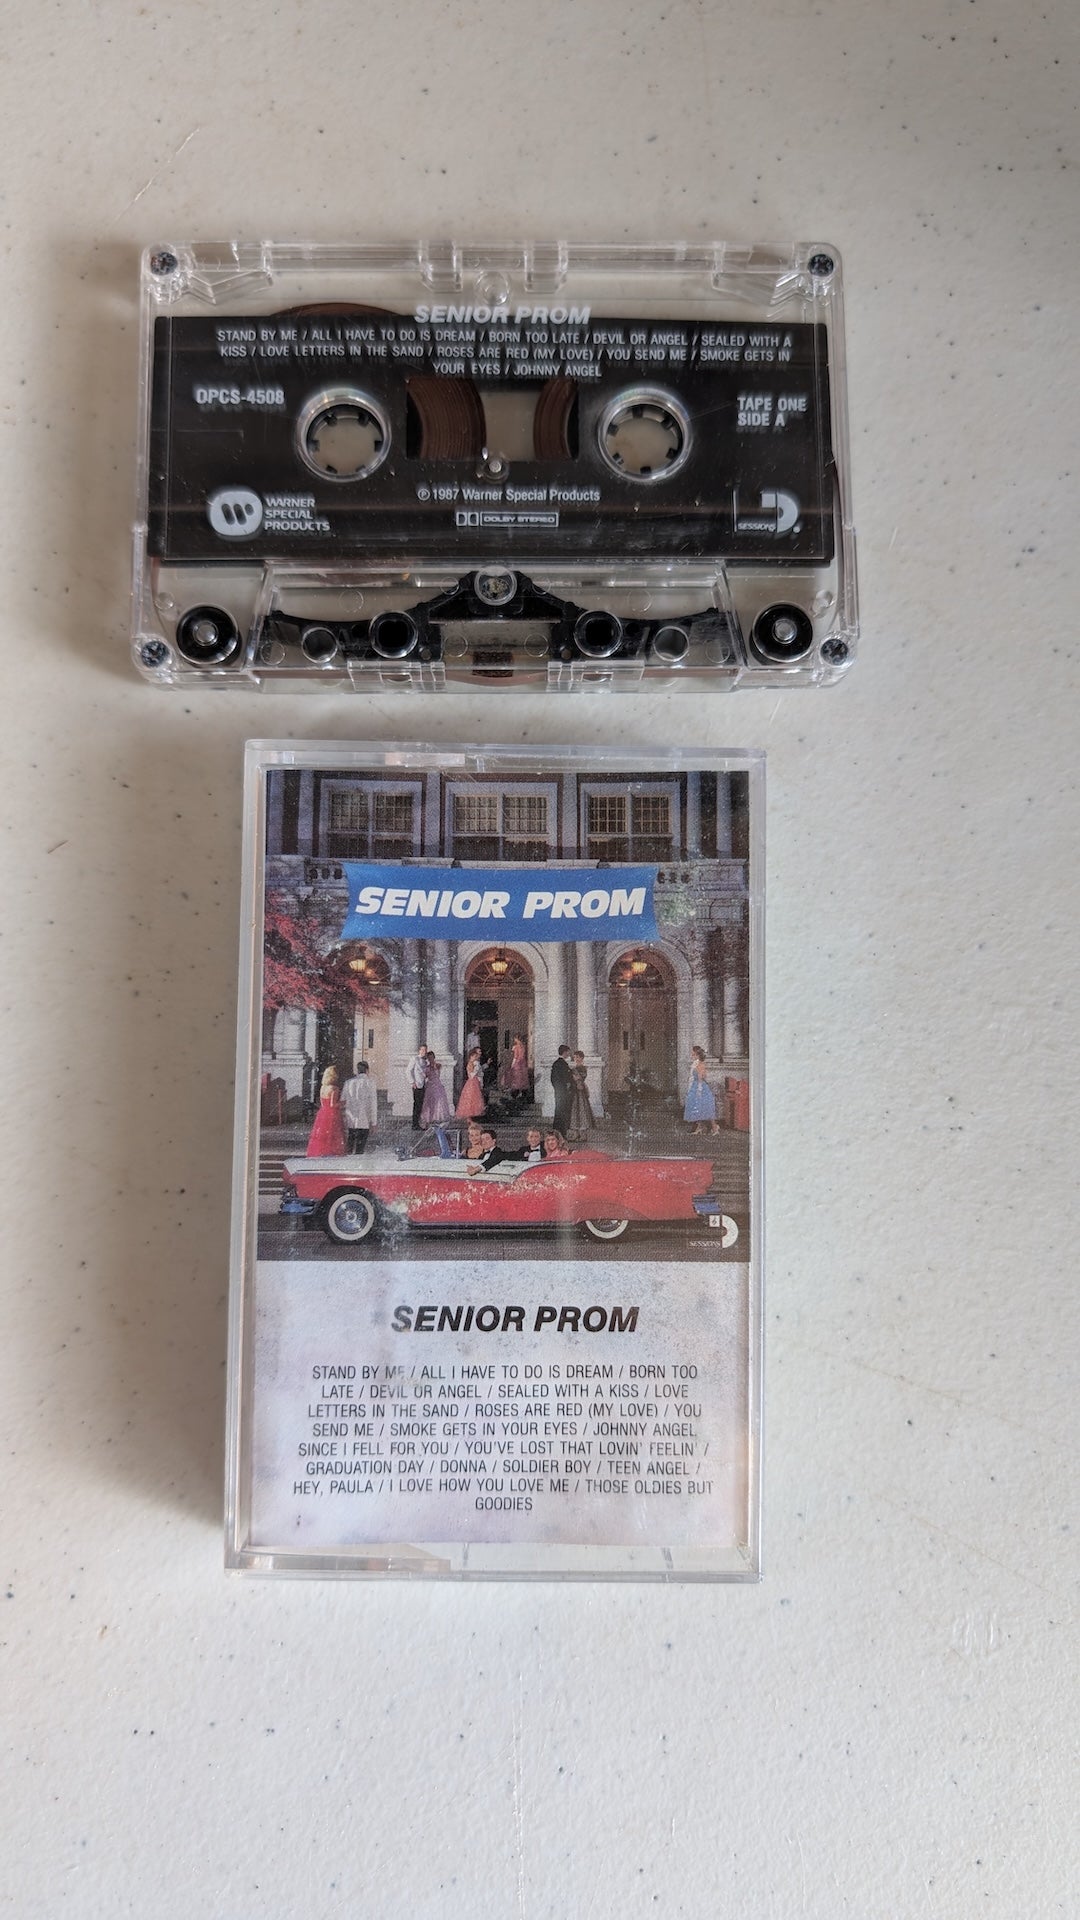 SENIOR PROM
STAND BY ME / ALL I HAVE TO DO IS DREAM / BORN TOO LATE / DEVIL OR ANGEL / SEALED WITH A
KISS / LOVE LETTERS IN THE SAND / ROSES ARE RED (MY LOVE) / YOU SEND ME / SMOKE GETS IN
YOUR EYES / JOHNNY ANGEL
OPCS-4508
TAPE ONE
SIDE A
℗ 1987 Warner Special Products
WARNER
SPECIAL
PRODUCTS
DOLBY STEREO
SESSIONS
SENIOR PROM
SESSIONS
SENIOR PROM
STAND BY ME / ALL I HAVE TO DO IS DREAM / BORN TOO
LATE / DEVIL OR ANGEL / SEALED WITH A KISS / LOVE
LETTERS IN THE SAND / ROSES ARE RED (MY LOVE) / YOU
SEND ME / SMOKE GETS IN YOUR EYES / JOHNNY ANGEL
SINCE I FELL FOR YOU / YOU'VE LOST THAT LOVIN' FEELIN' /
GRADUATION DAY / DONNA / SOLDIER BOY / TEEN ANGEL /
HEY, PAULA / I LOVE HOW YOU LOVE ME / THOSE OLDIES BUT
GOODIES